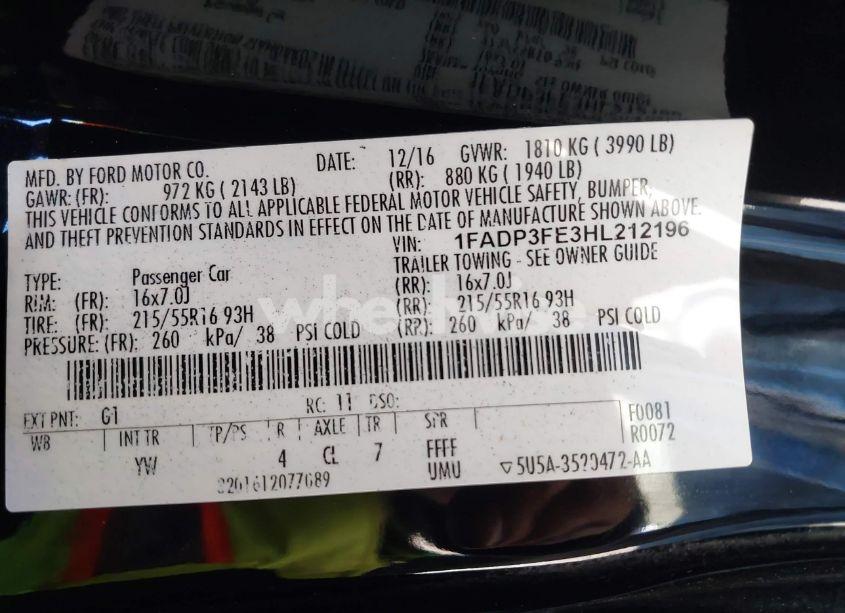 MFD. BY FORD MOTOR CO. DATE: 12/16 GVWR: 1810 KG ( 3990 LB)
GAWR: (FR): 972 KG ( 2143 LB) (RR): 880 KG ( 1940 LB)
THIS VEHICLE CONFORMS TO ALL APPLICABLE FEDERAL MOTOR VEHICLE SAFETY, BUMPER,
AND THEFT PREVENTION STANDARDS IN EFFECT ON THE DATE OF MANUFACTURE SHOWN ABOVE.
VIN: 1FADP3FE3HL212196
TYPE: Passenger Car TRAILER TOWING - SEE OWNER GUIDE
RIM: (FR): 16x7.0J (RR): 16x7.0J
TIRE: (FR): 215/55R16 93H (RR): 215/55R16 93H
PRESSURE: (FR): 260 kPa/ 38 PSI COLD (RR): 260 kPa/ 38 PSI COLD
EXT PNT: G1 RC: 11 DSO:
WB INT TR TP/PS R AXLE TR SPR F0081
YW 4 CL 7 FFFF R0072
UMU 5U5A-3520472-AA